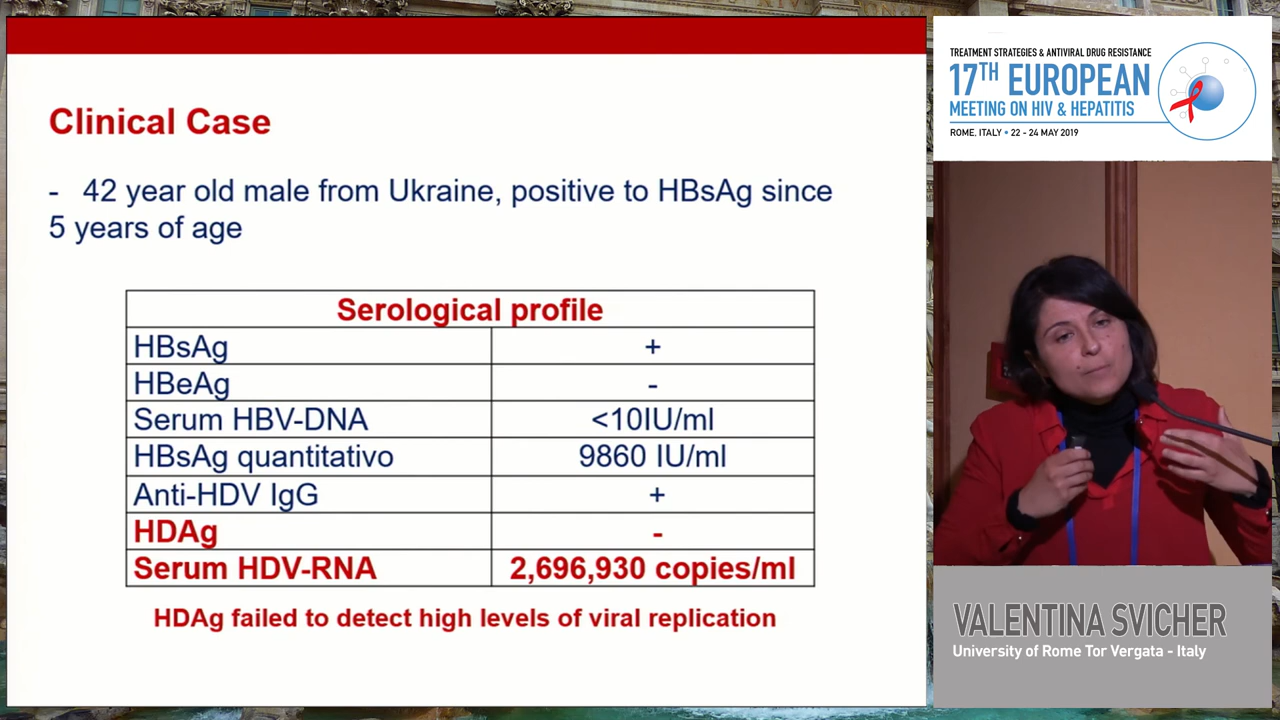 Clinical Case
- 42 year old male from Ukraine, positive to HBsAg since
5 years of age
Serological profile
HBsAg +
HBeAg -
Serum HBV-DNA <10IU/ml
HBsAg quantitativo 9860 IU/ml
Anti-HDV IgG +
HDAg -
Serum HDV-RNA 2,696,930 copies/ml
HDAg failed to detect high levels of viral replication
TREATMENT STRATEGIES & ANTIVIRAL DRUG RESISTANCE
17TH EUROPEAN
MEETING ON HIV & HEPATITIS
ROME, ITALY • 22 - 24 MAY 2019
VALENTINA SVICHER
University of Rome Tor Vergata - Italy